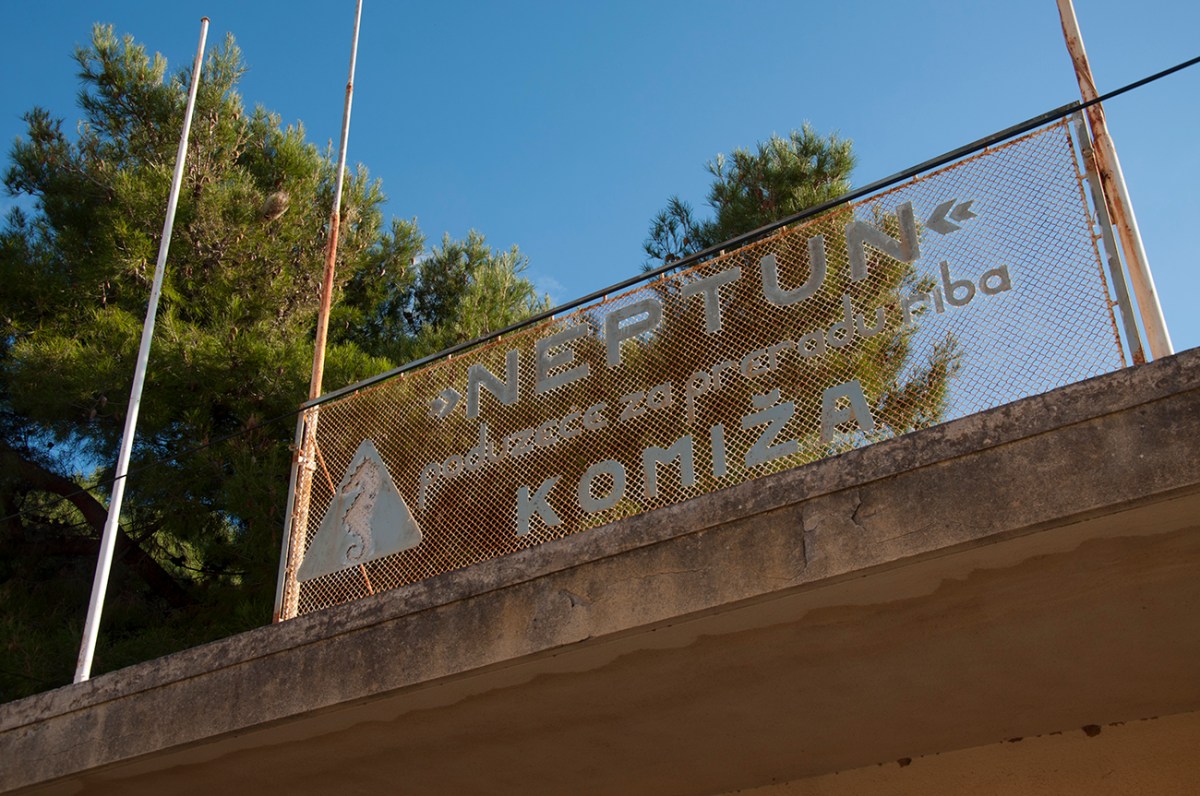 »NEPTUN«
poduzeće za preradu riba
KOMIŽA